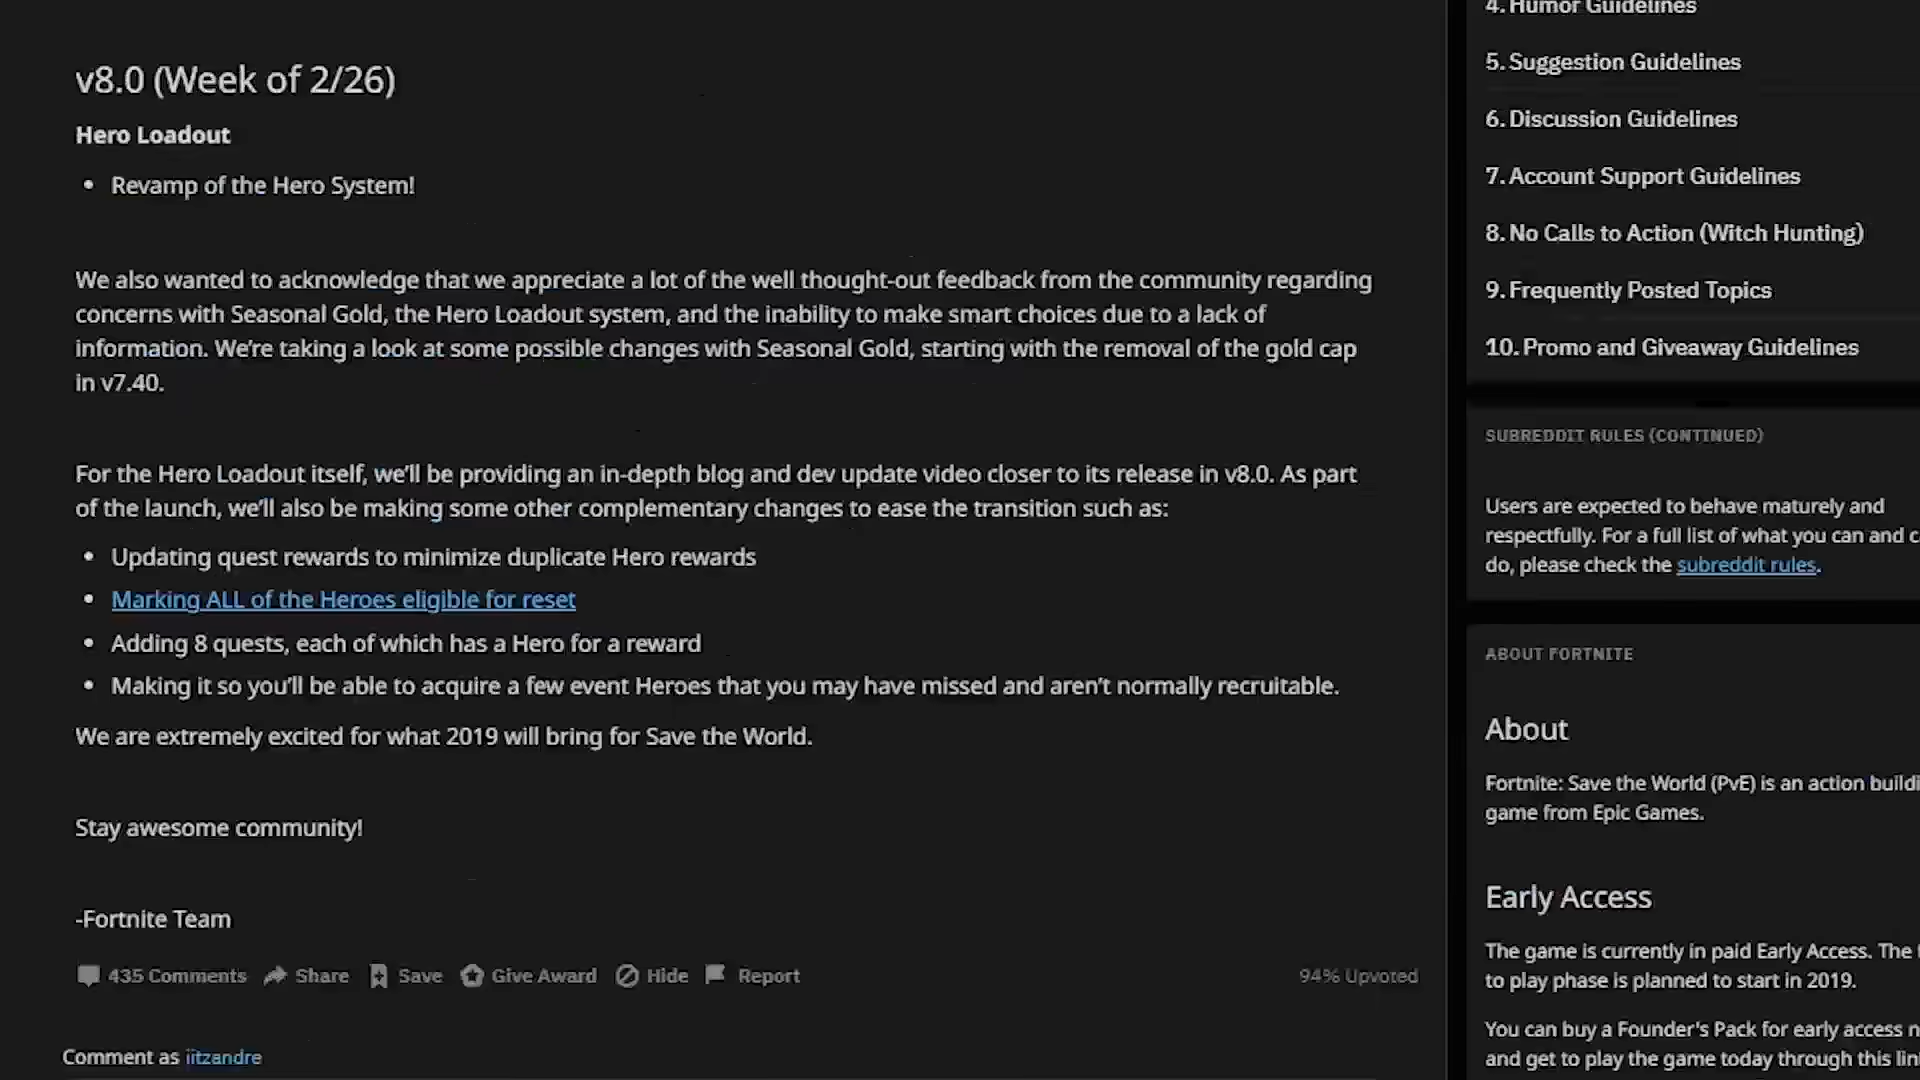 v8.0 (Week of 2/26)
Hero Loadout
• Revamp of the Hero System!
We also wanted to acknowledge that we appreciate a lot of the well thought-out feedback from the community regarding
concerns with Seasonal Gold, the Hero Loadout system, and the inability to make smart choices due to a lack of
information. We're taking a look at some possible changes with Seasonal Gold, starting with the removal of the gold cap
in v7.40.
For the Hero Loadout itself, we'll be providing an in-depth blog and dev update video closer to its release in v8.0. As part
of the launch, we'll also be making some other complementary changes to ease the transition such as:
• Updating quest rewards to minimize duplicate Hero rewards
• Marking ALL of the Heroes eligible for reset
• Adding 8 quests, each of which has a Hero for a reward
• Making it so you'll be able to acquire a few event Heroes that you may have missed and aren't normally recruitable.
We are extremely excited for what 2019 will bring for Save the World.
Stay awesome community!
-Fortnite Team
435 Comments Share Save Give Award Hide Report 94% Upvoted
Comment as iitzandre
4. Humor Guidelines
5. Suggestion Guidelines
6. Discussion Guidelines
7. Account Support Guidelines
8. No Calls to Action (Witch Hunting)
9. Frequently Posted Topics
10. Promo and Giveaway Guidelines
SUBREDDIT RULES (CONTINUED)
Users are expected to behave maturely and
respectfully. For a full list of what you can and
do, please check the subreddit rules.
ABOUT FORTNITE
About
Fortnite: Save the World (PvE) is an action
game from Epic Games.
Early Access
The game is currently in paid Early Access. The
to play phase is planned to start in 2019.
You can buy a Founder's Pack for early access
and get to play the game today through this